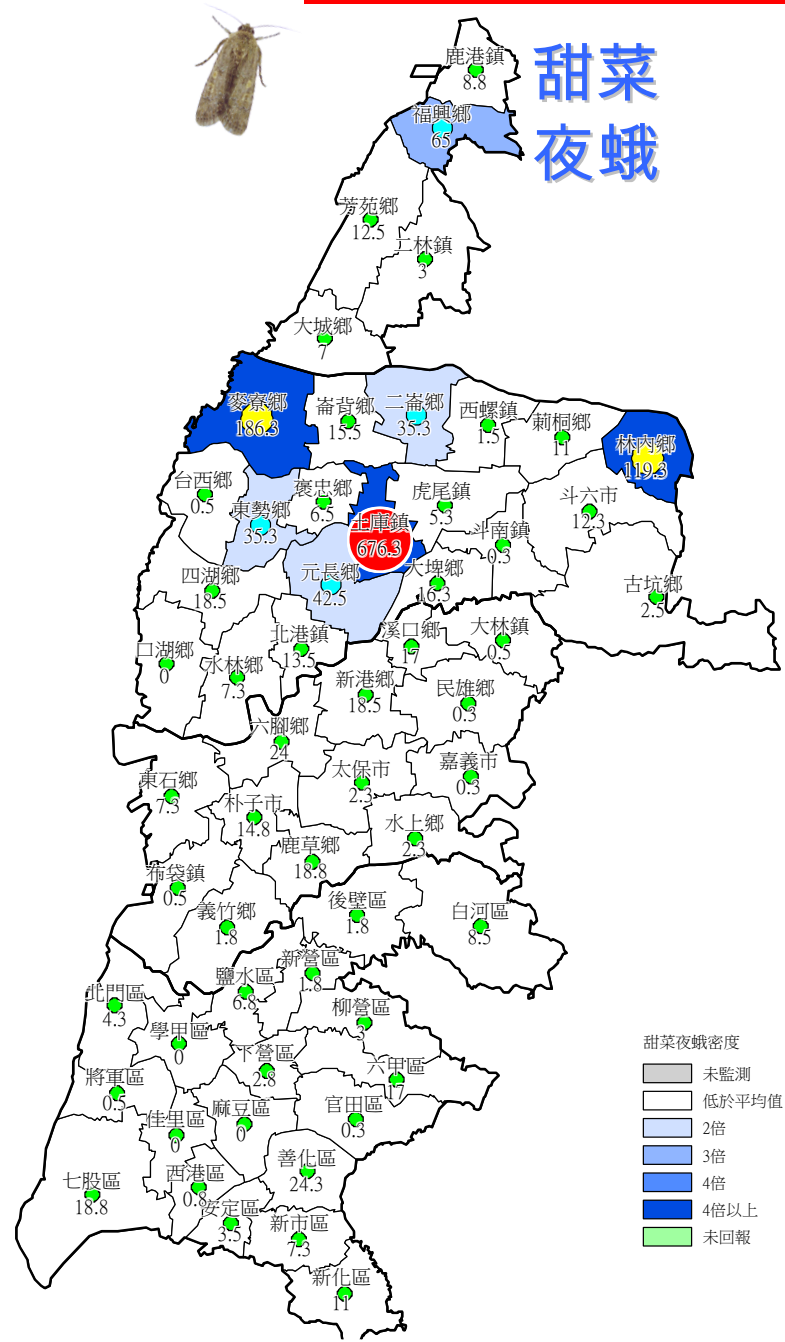 甜菜
夜蛾
鹿港鎮
8.8
福興鄉
65
芳苑鄉
12.5
二林鎮
3
大城鄉
7
麥寮鄉
186.3
崙背鄉
15.5
二崙鄉
35.3
西螺鎮
1.5
莿桐鄉
11
林內鄉
119.3
台西鄉
0.5
東勢鄉
35.3
褒忠鄉
6.5
土庫鎮
676.3
虎尾鎮
5.3
斗南鎮
0.3
斗六市
12.3
四湖鄉
18.5
元長鄉
42.5
大埤鄉
16.3
古坑鄉
2.5
口湖鄉
0
水林鄉
7.3
北港鎮
13.5
溪口鄉
17
大林鎮
0.5
新港鄉
18.5
民雄鄉
0.3
六腳鄉
24
東石鄉
7.3
太保市
2.3
嘉義市
0.3
朴子市
14.8
水上鄉
2.3
鹿草鄉
18.8
布袋鎮
0.5
義竹鄉
1.8
後壁區
1.8
白河區
8.5
新營區
1.8
鹽水區
6.8
北門區
4.3
柳營區
3
學甲區
0
下營區
2.8
六甲區
17
將軍區
0.5
佳里區
0
麻豆區
0
官田區
0.3
七股區
18.8
西港區
0.8
善化區
24.3
安定區
3.5
新市區
7.3
新化區
11
甜菜夜蛾密度
未監測
低於平均值
2倍
3倍
4倍
4倍以上
未回報